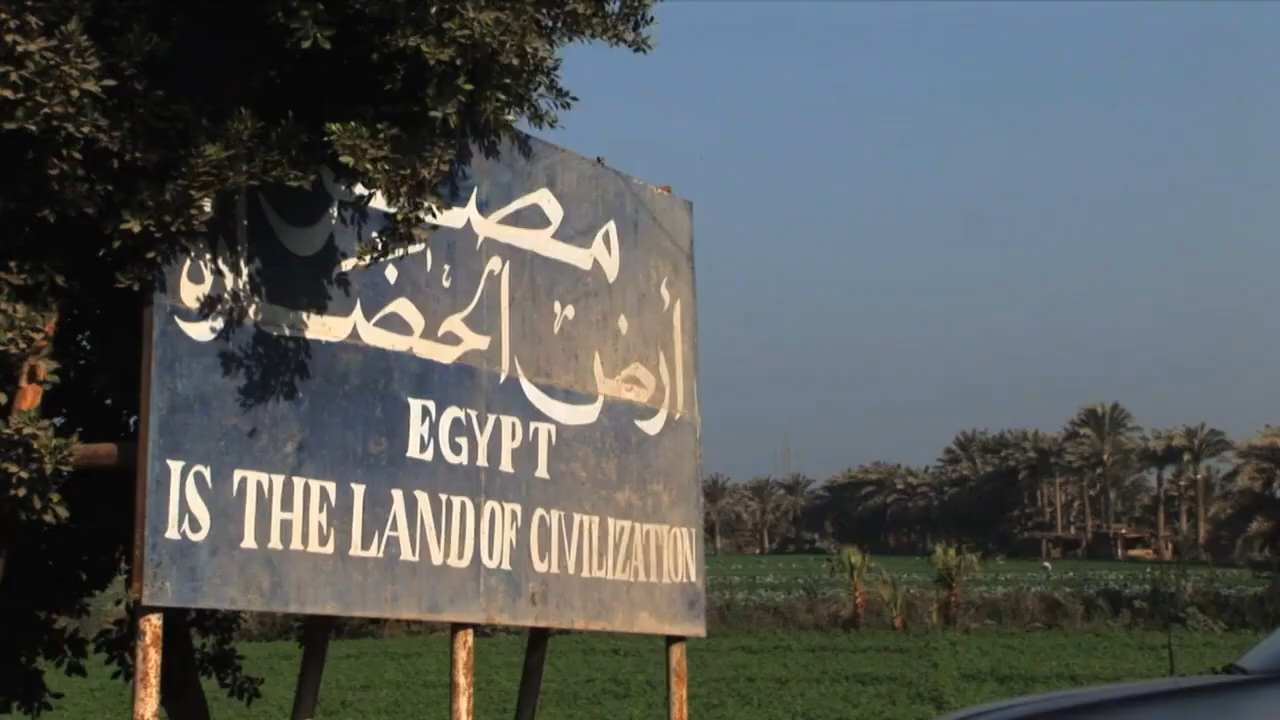 مصر
أرض الحضارة
EGYPT
IS THE LAND OF CIVILIZATION